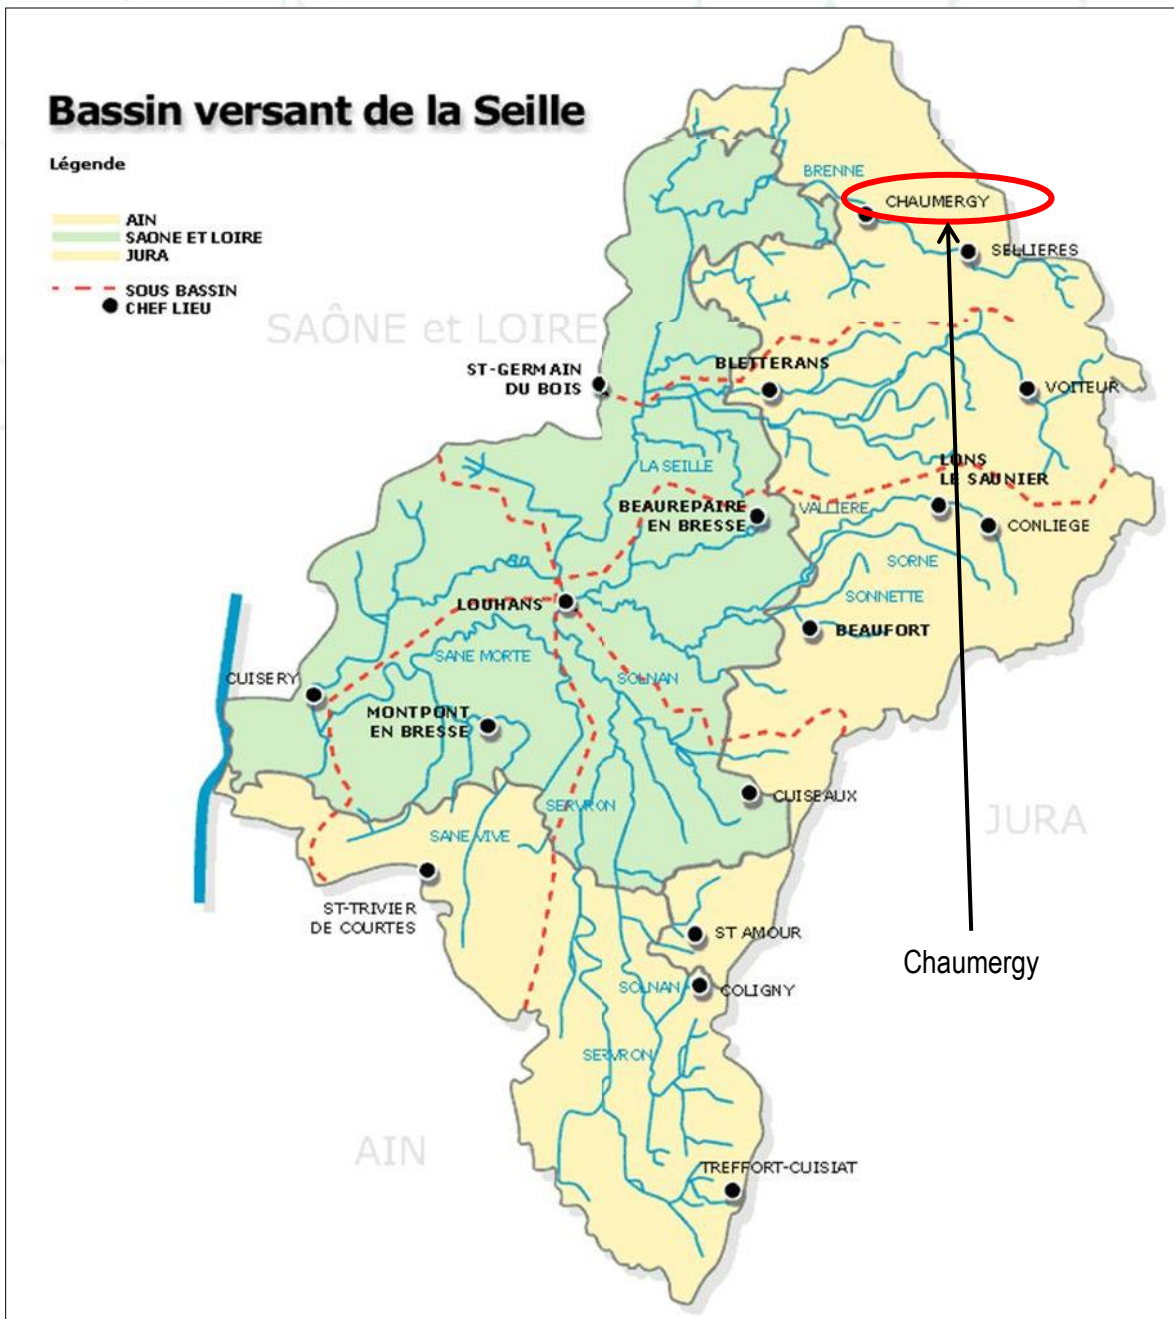 Bassin versant de la Seille
Légende
AIN
SAONE ET LOIRE
JURA
SOUS BASSIN
CHEF LIEU
SAÔNE et LOIRE
BRENNE
CHAUMERGY
SELLIERES
ST-GERMAIN
DU BOIS
BLETTERANS
VOITEUR
LA SEILLE
LONS
LE SAUNIER
BEAUREPAIRE
EN BRESSE
VALLIERE
CONLIEGE
SORNE
SONNETTE
LOUHANS
BEAUFORT
SANE MORTE
SOLNAN
CUISERY
MONTPONT
EN BRESSE
CUISEAUX
SERVRON
JURA
SANE VIVE
ST-TRIVIER
DE COURTES
ST AMOUR
Chaumergy
SOLNAN
COLIGNY
SERVRON
AIN
TREFFORT-CUISIAT